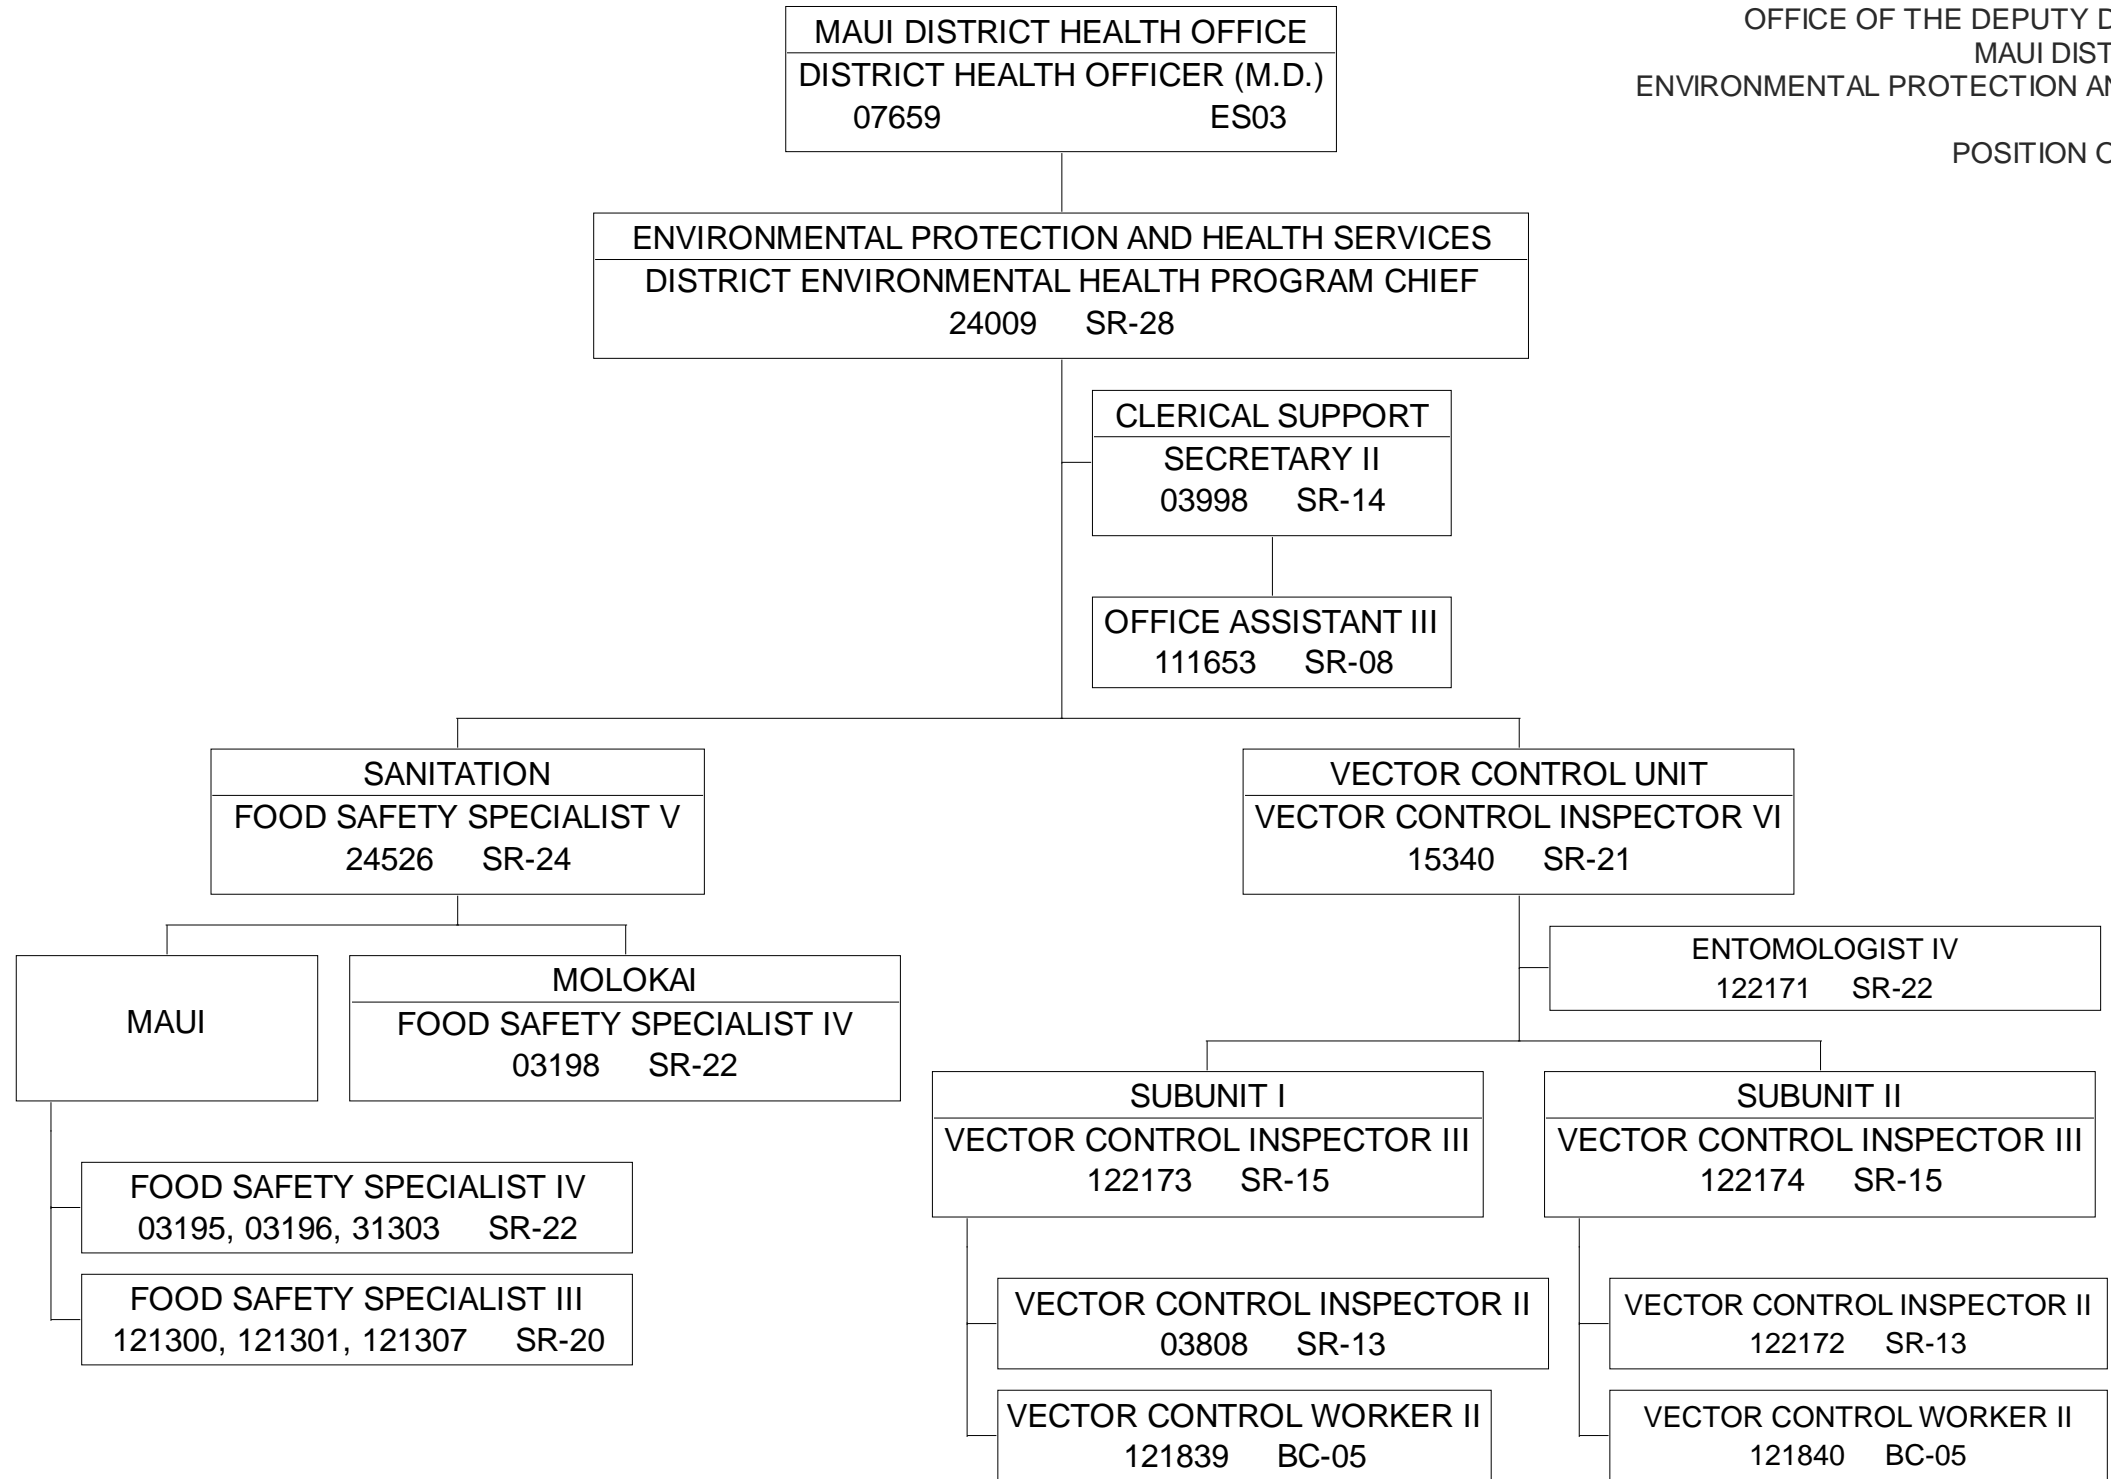 MAUI DISTRICT HEALTH OFFICE
DISTRICT HEALTH OFFICER (M.D.)
07659 ES03
OFFICE OF THE DEPUTY
MAUI
ENVIRONMENTAL PROTECTION
POSITION
ENVIRONMENTAL PROTECTION AND HEALTH SERVICES
DISTRICT ENVIRONMENTAL HEALTH PROGRAM CHIEF
24009 SR-28
CLERICAL SUPPORT
SECRETARY II
03998 SR-14
OFFICE ASSISTANT III
111653 SR-08
SANITATION
FOOD SAFETY SPECIALIST V
24526 SR-24
MAUI
MOLOKAI
FOOD SAFETY SPECIALIST IV
03198 SR-22
FOOD SAFETY SPECIALIST IV
03195, 03196, 31303 SR-22
FOOD SAFETY SPECIALIST III
121300, 121301, 121307 SR-20
VECTOR CONTROL UNIT
VECTOR CONTROL INSPECTOR VI
15340 SR-21
ENTOMOLOGIST IV
122171 SR-22
SUBUNIT I
VECTOR CONTROL INSPECTOR III
122173 SR-15
VECTOR CONTROL INSPECTOR II
03808 SR-13
VECTOR CONTROL WORKER II
121839 BC-05
SUBUNIT II
VECTOR CONTROL INSPECTOR III
122174 SR-15
VECTOR CONTROL INSPECTOR II
122172 SR-13
VECTOR CONTROL WORKER II
121840 BC-05